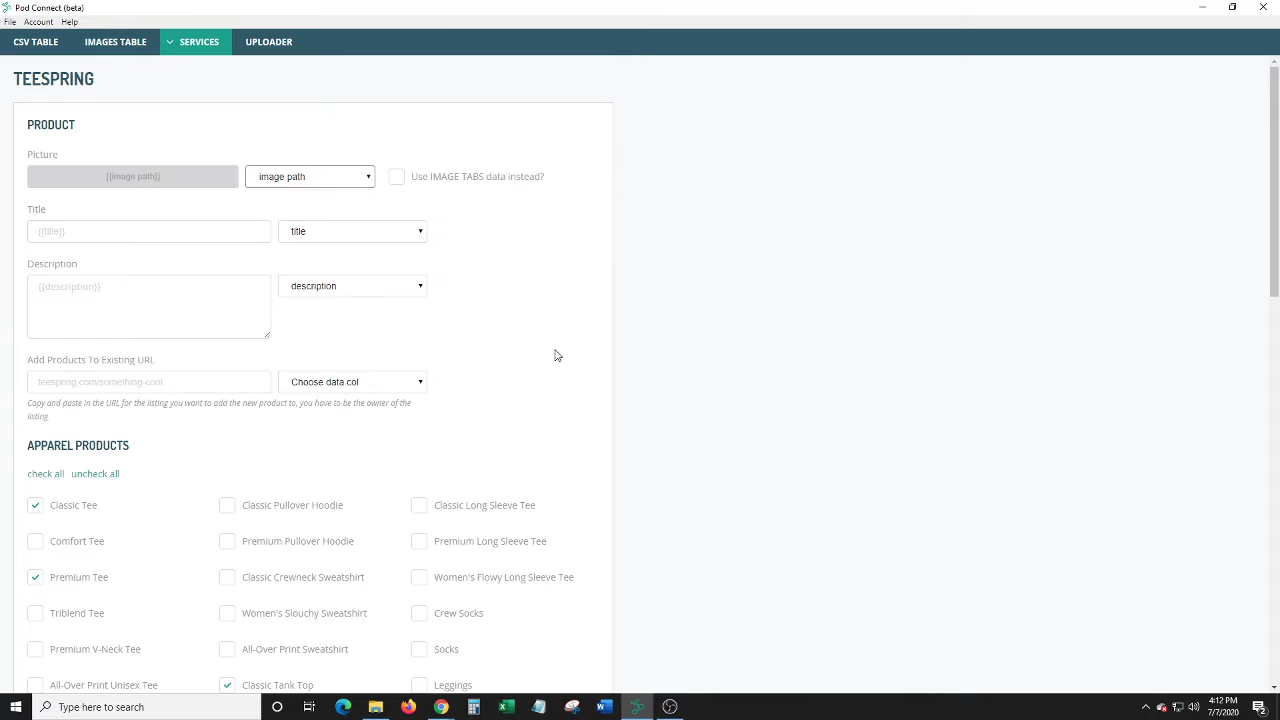 Pod Connect (beta)
File Account Help
CSV TABLE IMAGES TABLE SERVICES UPLOADER
TEESPRING
PRODUCT
Picture
{{image path}} image path Use IMAGE TABS data instead?
Title
{{title}} title
Description
{{description}} description
Add Products To Existing URL
teespring.com/something-cool Choose data col
Copy and paste in the URL for the listing you want to add the new product to, you have to be the owner of the
listing.
APPAREL PRODUCTS
check all uncheck all
Classic Tee Classic Pullover Hoodie Classic Long Sleeve Tee
Comfort Tee Premium Pullover Hoodie Premium Long Sleeve Tee
Premium Tee Classic Crewneck Sweatshirt Women's Flowy Long Sleeve Tee
Triblend Tee Women's Slouchy Sweatshirt Crew Socks
Premium V-Neck Tee All-Over Print Sweatshirt Socks
All-Over Print Unisex Tee Classic Tank Top Leggings
Type here to search
4:12 PM
7/7/2020
2